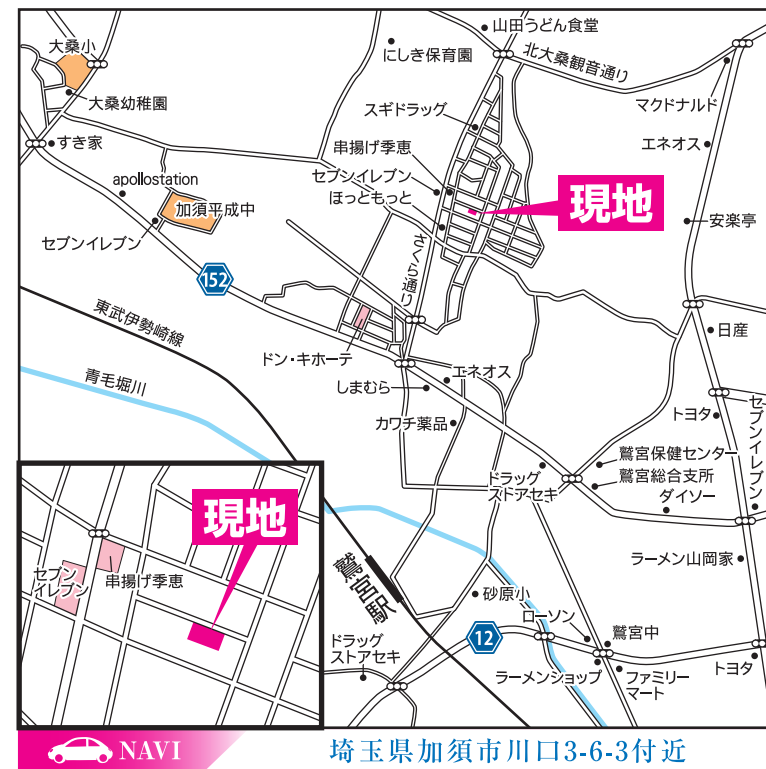 山田うどん食堂
大桑小
にしき保育園
北大桑観音通り
大桑幼稚園
マクドナルド
スギドラッグ
すき家
串揚げ季恵
エネオス
apollostation
セブンイレブン
ほっともっと
現地
加須平成中
安楽亭
セブンイレブン
さくら通り
152
東武伊勢崎線
日産
ドン・キホーテ
青毛堀川
エネオス
しまむら
セブンイレブン
トヨタ
カワチ薬品
鷲宮保健センター
ドラッグ
ストアセキ
鷲宮総合支所
ダイソー
現地
セブン
イレブン
串揚げ季恵
ラーメン山岡家
鷲宮駅
砂原小
ローソン
12
鷲宮中
ドラッグ
ストアセキ
ラーメンショップ
ファミリー
マート
トヨタ
NAVI
埼玉県加須市川口3-6-3付近